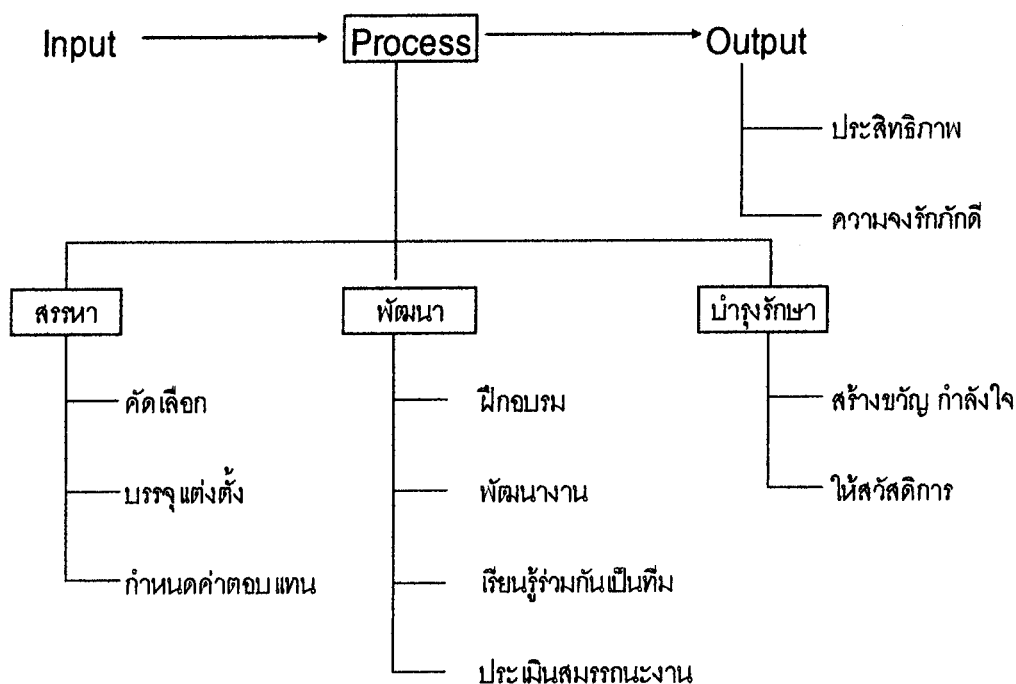 Input
Process
Output
ประสิทธิภาพ
ความจงรักภักดี
สรรหา
พัฒนา
บำรุงรักษา
คัดเลือก
ฝึกอบรม
สร้างขวัญ กำลังใจ
บรรจุแต่งตั้ง
พัฒนางาน
ให้สวัสดิการ
กำหนดค่าตอบแทน
เรียนรู้ร่วมกันเป็นทีม
ประเมินสมรรถนะงาน